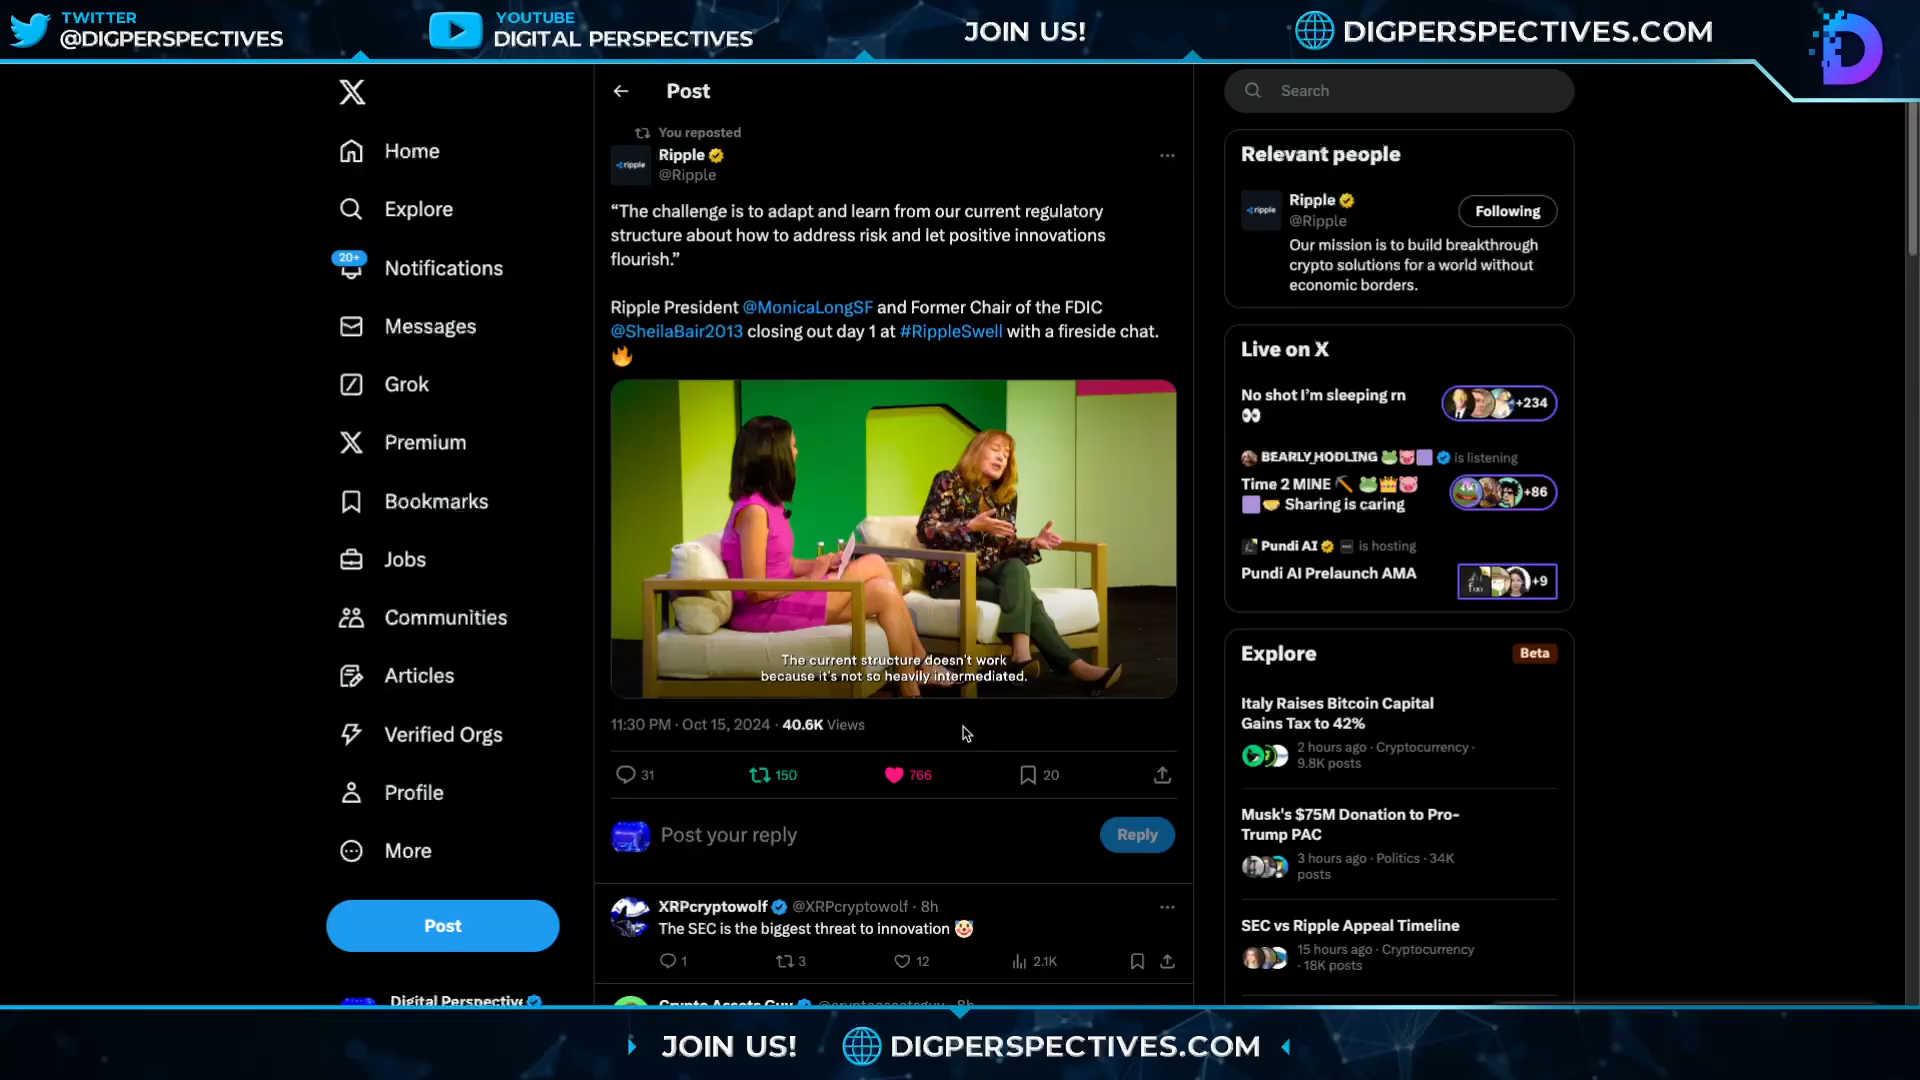 TWITTER
@DIGPERSPECTIVES
YOUTUBE
DIGITAL PERSPECTIVES
JOIN US!
DIGPERSPECTIVES.COM
Home
Explore
20+
Notifications
Messages
Grok
Premium
Bookmarks
Jobs
Communities
Articles
Verified Orgs
Profile
More
Post
Digital Perspective
Post
You reposted
ripple
Ripple
@Ripple
“The challenge is to adapt and learn from our current regulatory
structure about how to address risk and let positive innovations
flourish.”
Ripple President @MonicaLongSF and Former Chair of the FDIC
@SheilaBair2013 closing out day 1 at #RippleSwell with a fireside chat.
🔥
The current structure doesn't work
because it's not so heavily intermediated.
11:30 PM · Oct 15, 2024 · 40.6K Views
31
150
766
20
Post your reply
Reply
XRPcryptowolf @XRPcryptowolf · 8h
The SEC is the biggest threat to innovation 🤡
1
3
12
2.1K
Crypto Assets Guy @cryptoassetsguy · 8h
Search
Relevant people
ripple
Ripple
@Ripple
Following
Our mission is to build breakthrough
crypto solutions for a world without
economic borders.
Live on X
No shot I'm sleeping rn
👀
+234
BEARLY_HODLING 🐸🐷🟪 is listening
Time 2 MINE ⛏️ 🐸👑🐷
🟪🤝 Sharing is caring
+86
Pundi AI is hosting
Pundi AI Prelaunch AMA
+9
Explore
Beta
Italy Raises Bitcoin Capital
Gains Tax to 42%
2 hours ago · Cryptocurrency ·
9.8K posts
Musk's $75M Donation to Pro-
Trump PAC
3 hours ago · Politics · 34K
posts
SEC vs Ripple Appeal Timeline
15 hours ago · Cryptocurrency
· 18K posts
JOIN US!
DIGPERSPECTIVES.COM